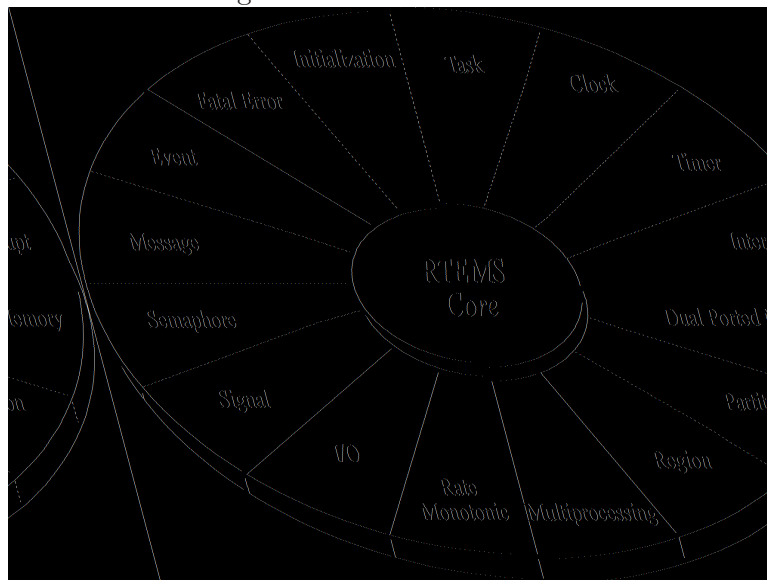 Initialization
Task
Clock
Fatal Error
Event
Timer
Message
RTEMS
Core
Semaphore
Dual Ported
Signal
I/O
Region
Rate
Monotonic
Multiprocessing